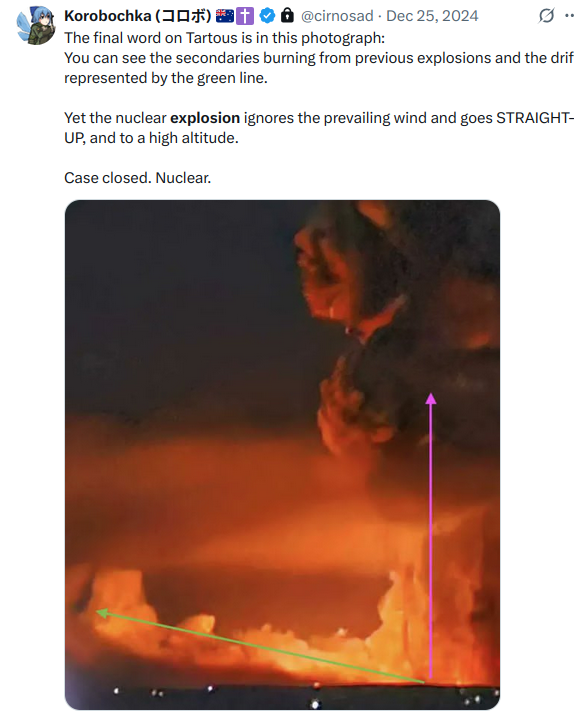 Korobochka (コロボ) 🇦🇺✝️ @cirnosad · Dec 25, 2024
The final word on Tartous is in this photograph:
You can see the secondaries burning from previous explosions and the drif
represented by the green line.
Yet the nuclear explosion ignores the prevailing wind and goes STRAIGHT-
UP, and to a high altitude.
Case closed. Nuclear.